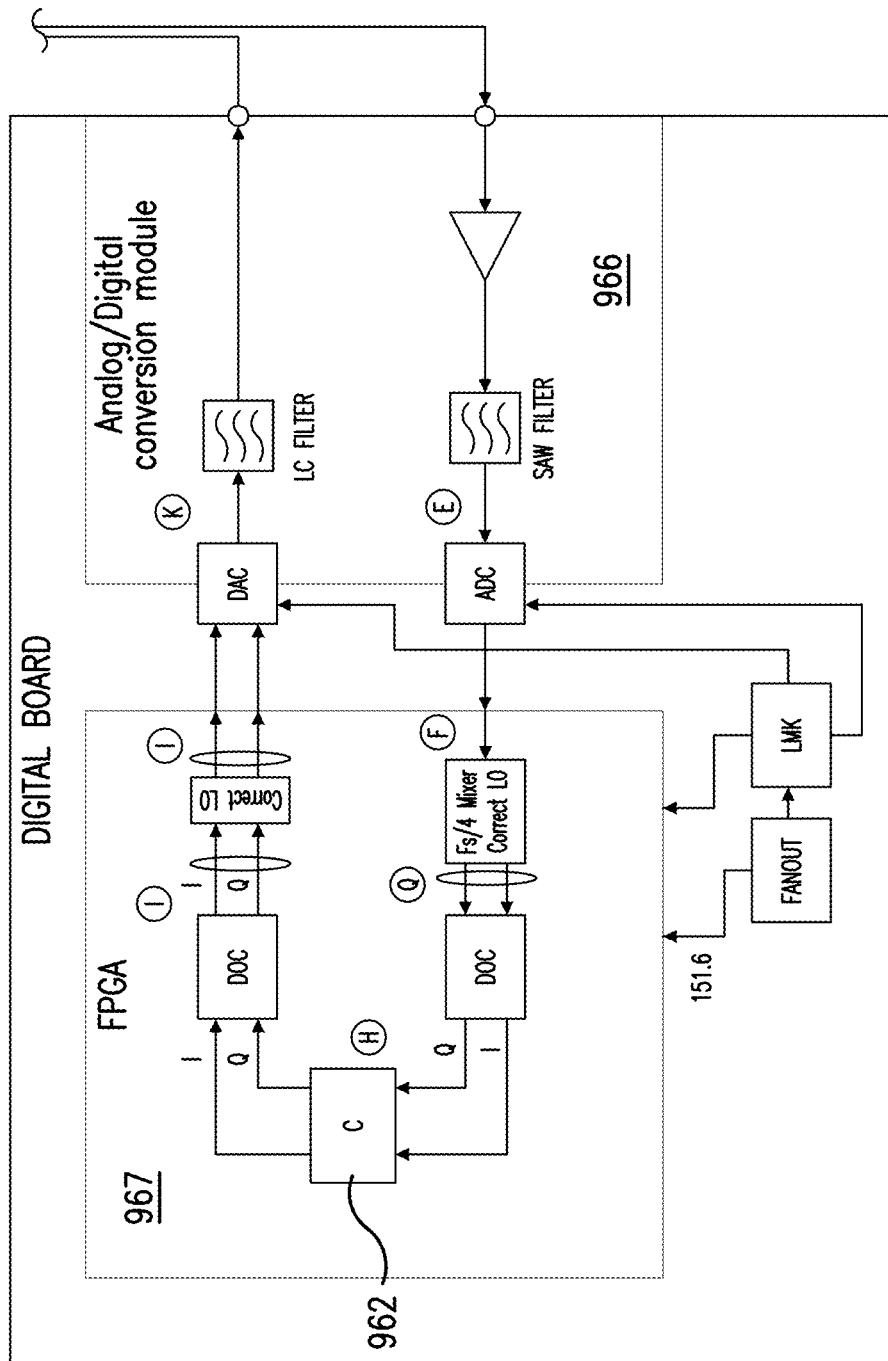 DIGITAL BOARD
FPGA
967
962
C
H
I
Q
I
Q
DOC
DOC
I
I
Q
Q
Correct LO
I
Fs/4 Mixer
Correct LO
F
DAC
K
ADC
E
LC FILTER
SAW FILTER
Analog/Digital
conversion module
966
151.6
FANOUT
LMK